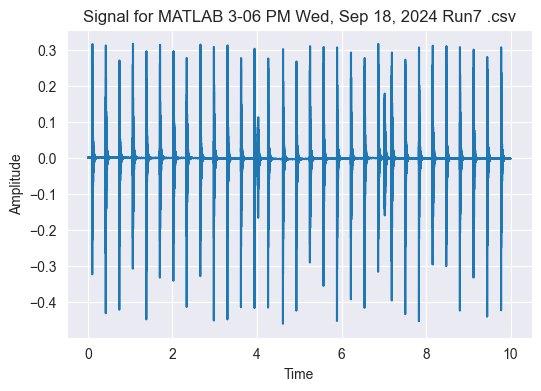 Signal for MATLAB 3-06 PM Wed, Sep 18, 2024 Run7 .csv
0.3
0.2
0.1
0.0
−0.1
−0.2
−0.3
−0.4
Amplitude
0 2 4 6 8 10
Time